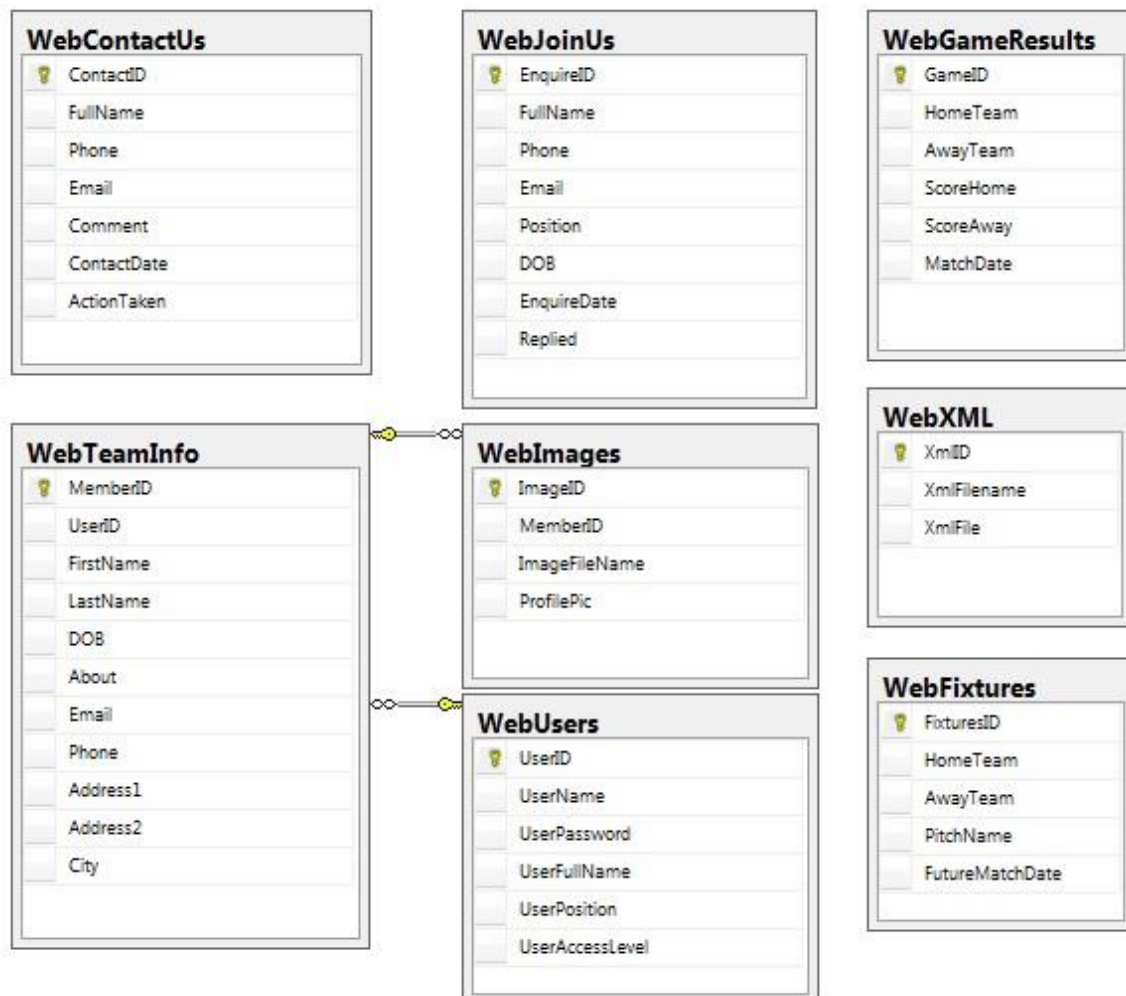 WebContactUs
ContactID
FullName
Phone
Email
Comment
ContactDate
ActionTaken
WebJoinUs
EnquireID
FullName
Phone
Email
Position
DOB
EnquireDate
Replied
WebGameResults
GameID
HomeTeam
AwayTeam
ScoreHome
ScoreAway
MatchDate
WebTeamInfo
MemberID
UserID
FirstName
LastName
DOB
About
Email
Phone
Address1
Address2
City
WebImages
ImageID
MemberID
ImageFileName
ProfilePic
WebUsers
UserID
UserName
UserPassword
UserFullName
UserPosition
UserAccessLevel
WebXML
XmlID
XmlFilename
XmlFile
WebFixtures
FixturesID
HomeTeam
AwayTeam
PitchName
FutureMatchDate